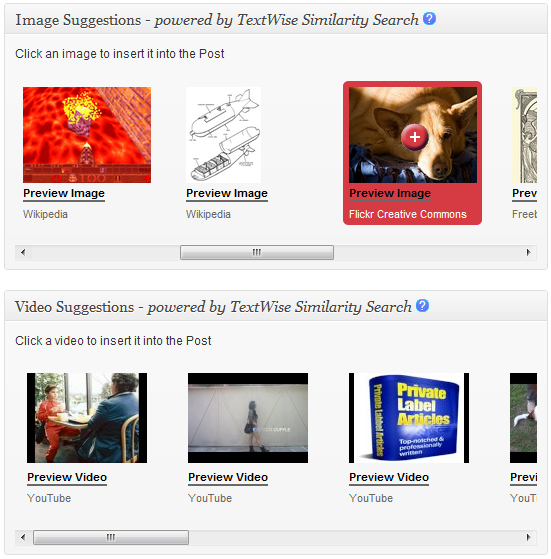 Image Suggestions - powered by TextWise Similarity Search ?
Click an image to insert it into the Post
Preview Image
Preview Image
Preview Image
Prev
Wikipedia
Wikipedia
Flickr Creative Commons
Freeb
Video Suggestions - powered by TextWise Similarity Search ?
Click a video to insert it into the Post
Private
Label
Articles
Top-notched &
professionally
written
Preview Video
Preview Video
Preview Video
Prev
YouTube
YouTube
YouTube
YouT